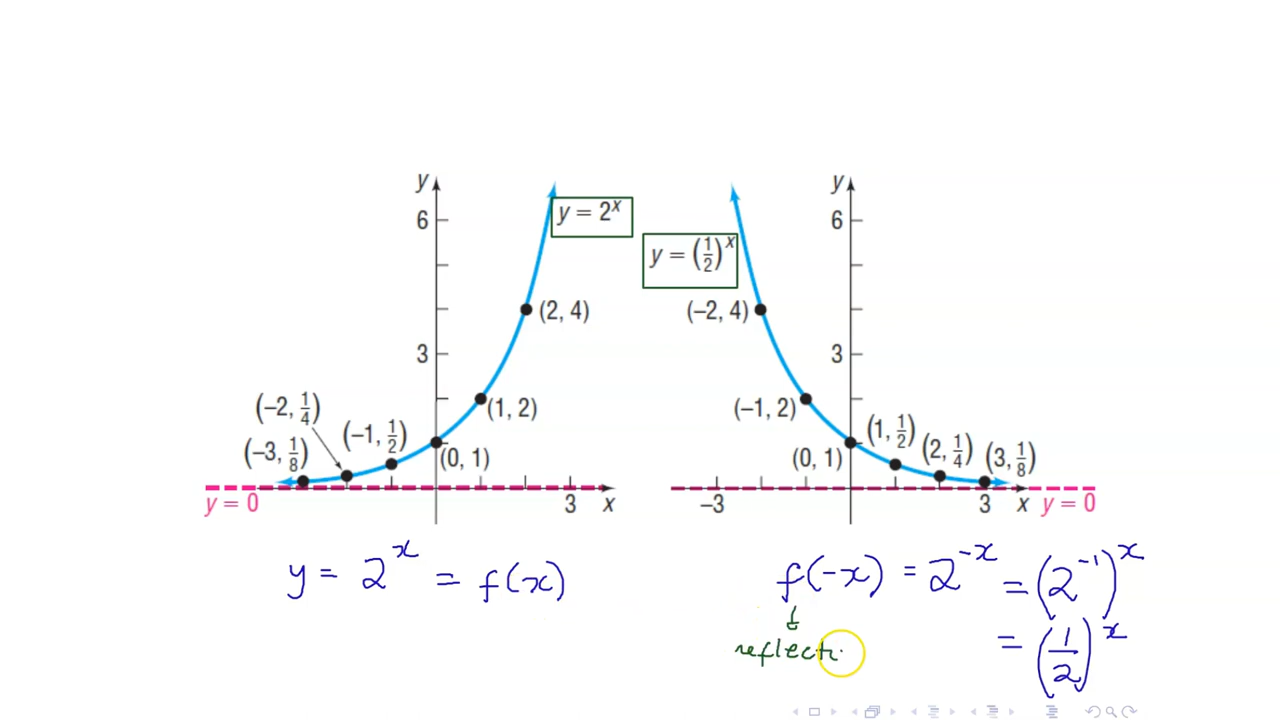 y
6
y = 2^x
(2, 4)
3
(1, 2)
(–2, 1/4)
(–1, 1/2)
(–3, 1/8)
(0, 1)
y = 0
3
x
y
6
y = (1/2)^x
(–2, 4)
3
(–1, 2)
(1, 1/2)
(2, 1/4)
(3, 1/8)
(0, 1)
–3
3
x
y = 0
y = 2^x = f(x)
f(-x) = 2^-x = (2^-1)^x
= (1/2)^x
reflecti